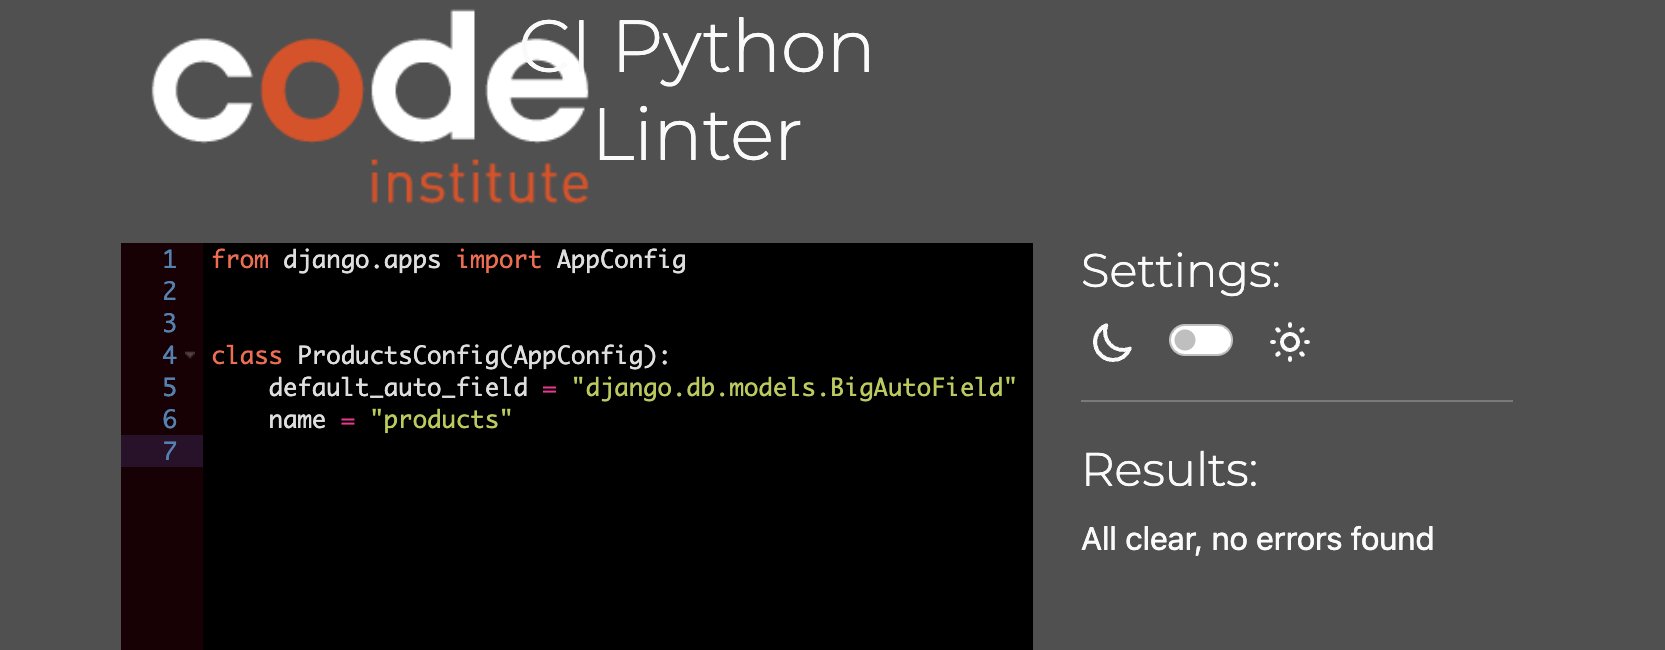 code
institute
CI Python
Linter
1 from django.apps import AppConfig
2
3
4 class ProductsConfig(AppConfig):
5     default_auto_field = "django.db.models.BigAutoField"
6     name = "products"
7
Settings:
Results:
All clear, no errors found